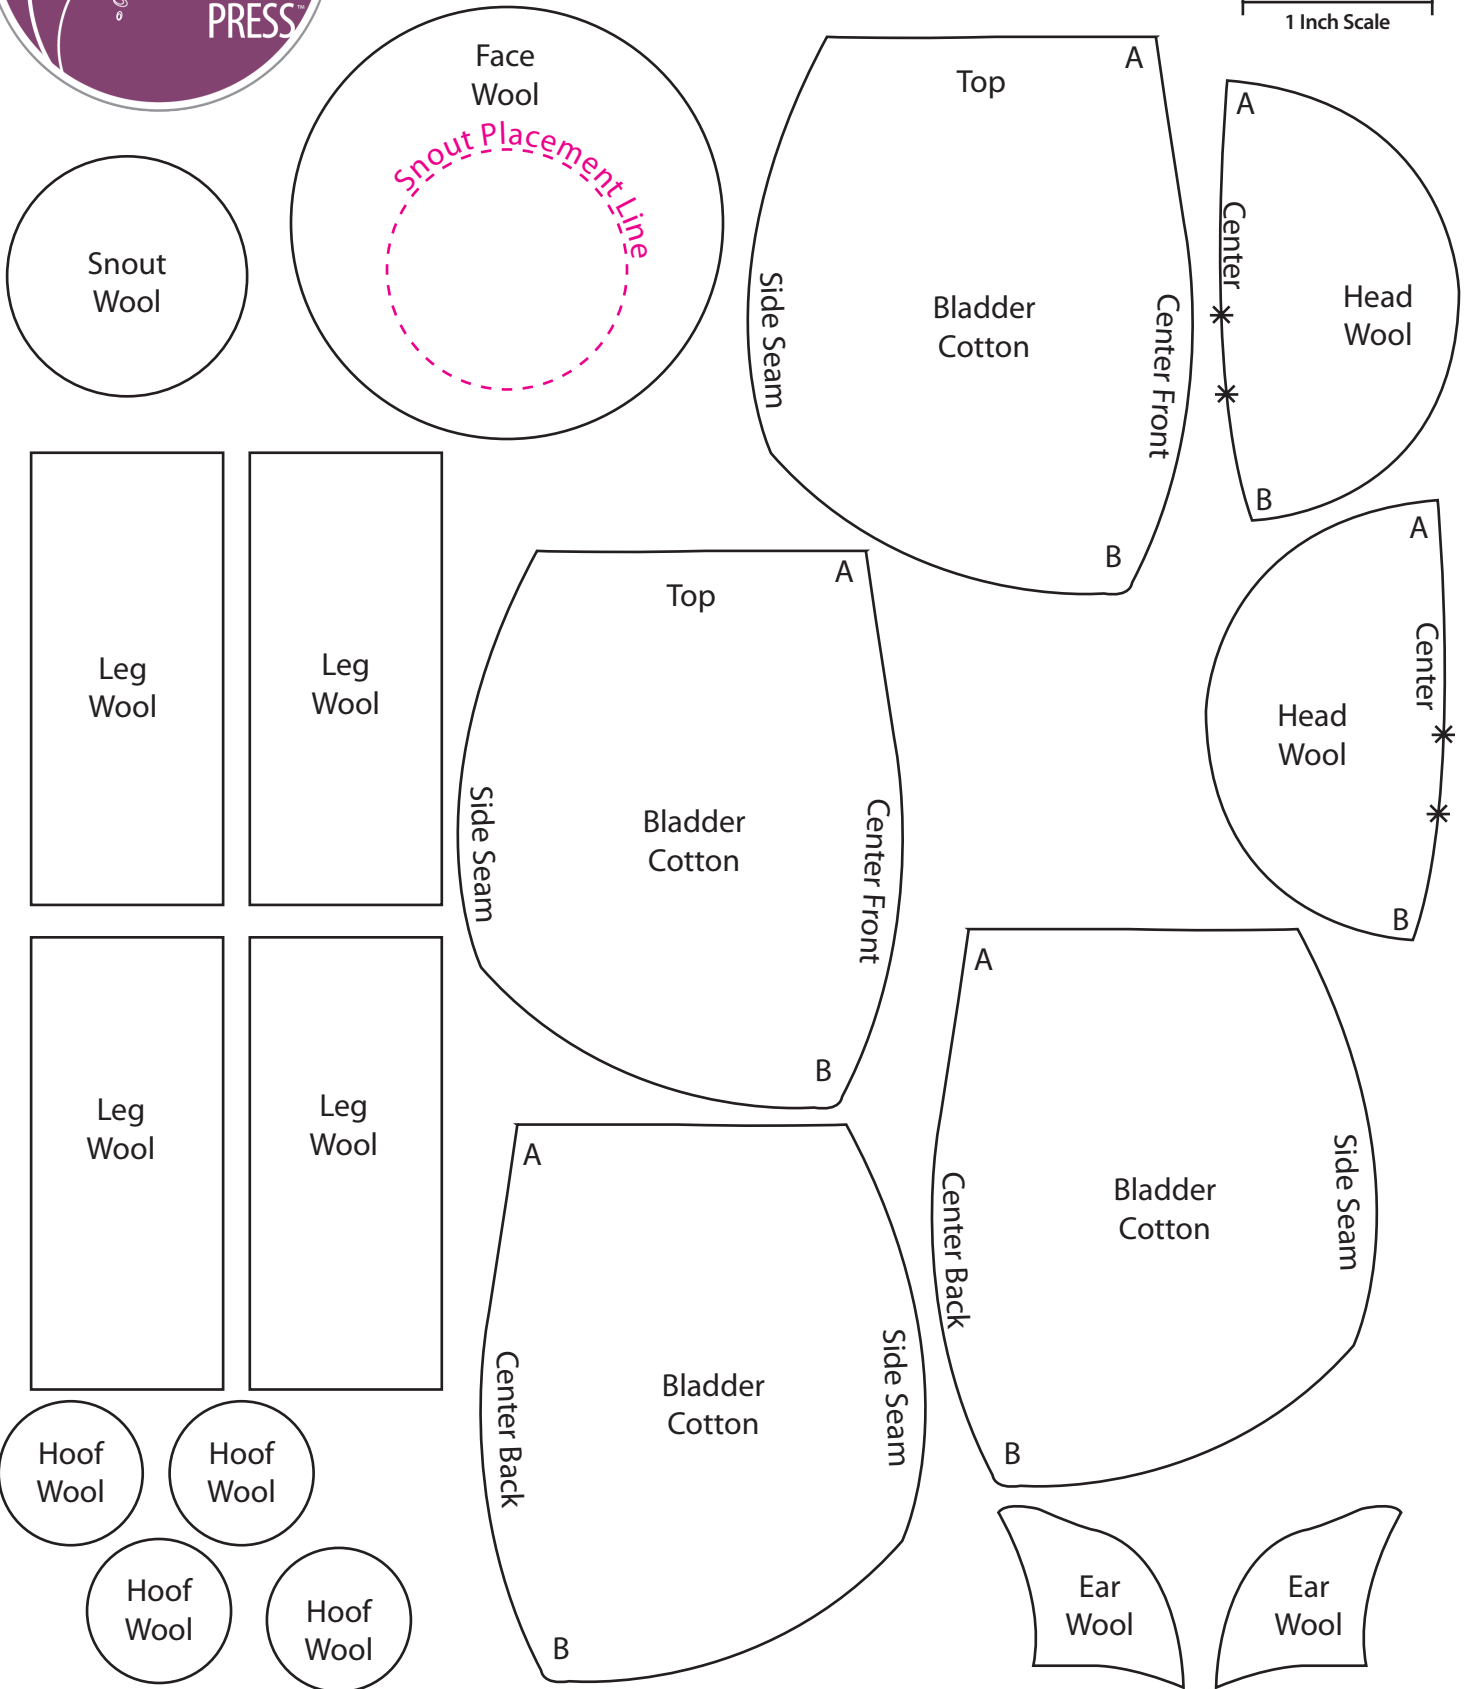 PRESS™
1 Inch Scale
Face
Wool
Snout Placement Line
Snout
Wool
Top
A
Side Seam
Bladder
Cotton
Center Front
B
A
Center
Head
Wool
B
A
Center
Head
Wool
B
Leg
Wool
Leg
Wool
Top
A
Side Seam
Bladder
Cotton
Center Front
B
Leg
Wool
Leg
Wool
A
Center Back
Bladder
Cotton
Side Seam
B
A
Center Back
Bladder
Cotton
Side Seam
B
Hoof
Wool
Hoof
Wool
Hoof
Wool
Hoof
Wool
Ear
Wool
Ear
Wool